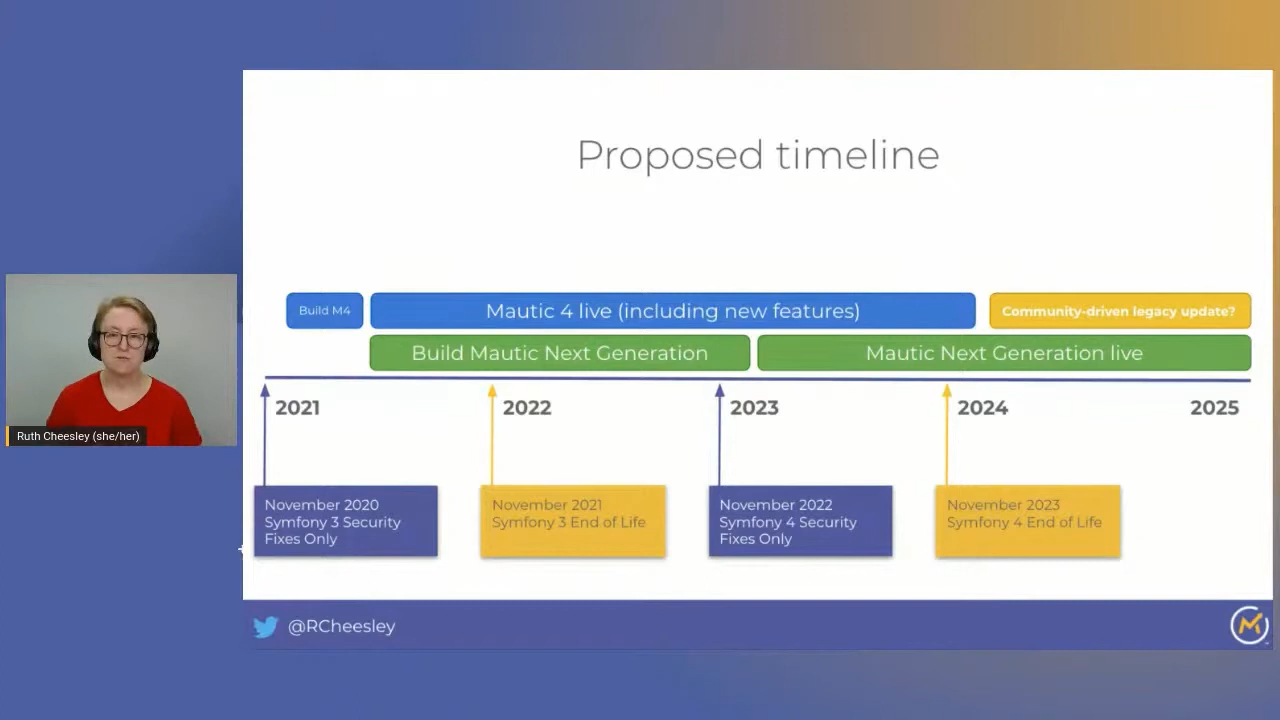 Proposed timeline
Build M4
Mautic 4 live (including new features)
Community-driven legacy update?
Build Mautic Next Generation
Mautic Next Generation live
2021
2022
2023
2024
2025
November 2020
Symfony 3 Security
Fixes Only
November 2021
Symfony 3 End of Life
November 2022
Symfony 4 Security
Fixes Only
November 2023
Symfony 4 End of Life
Ruth Cheesley (she/her)
@RCheesley